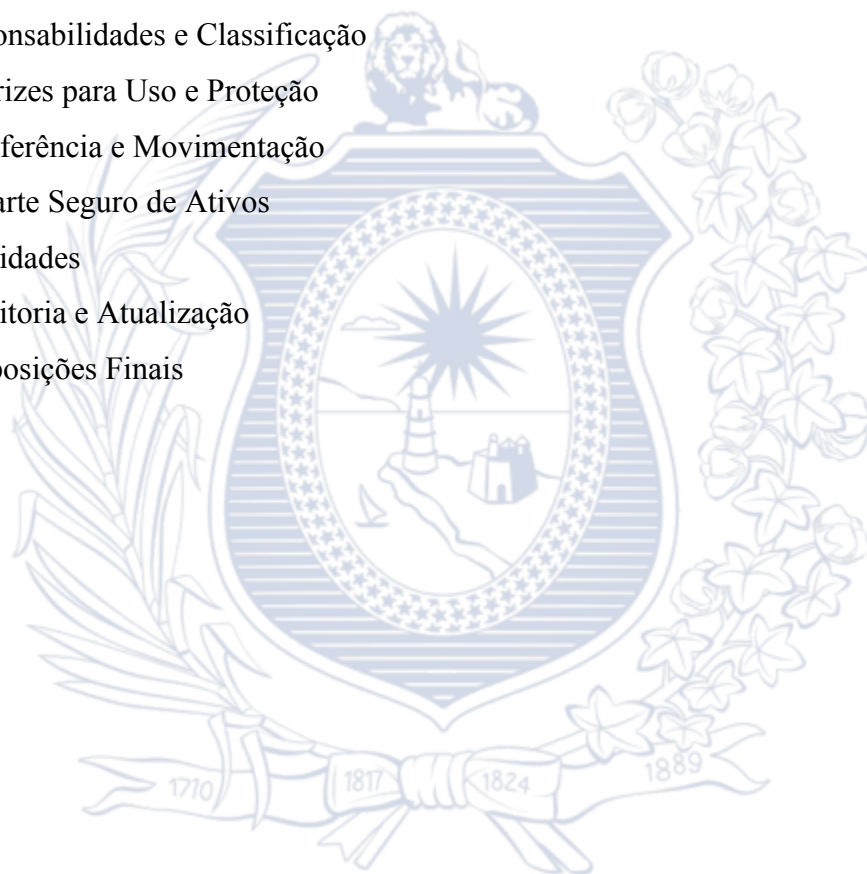 onsabilidades e Classificação
rizes para Uso e Proteção
ferência e Movimentação
arte Seguro de Ativos
idades
itoria e Atualização
posições Finais
1710 1817 1824 1889